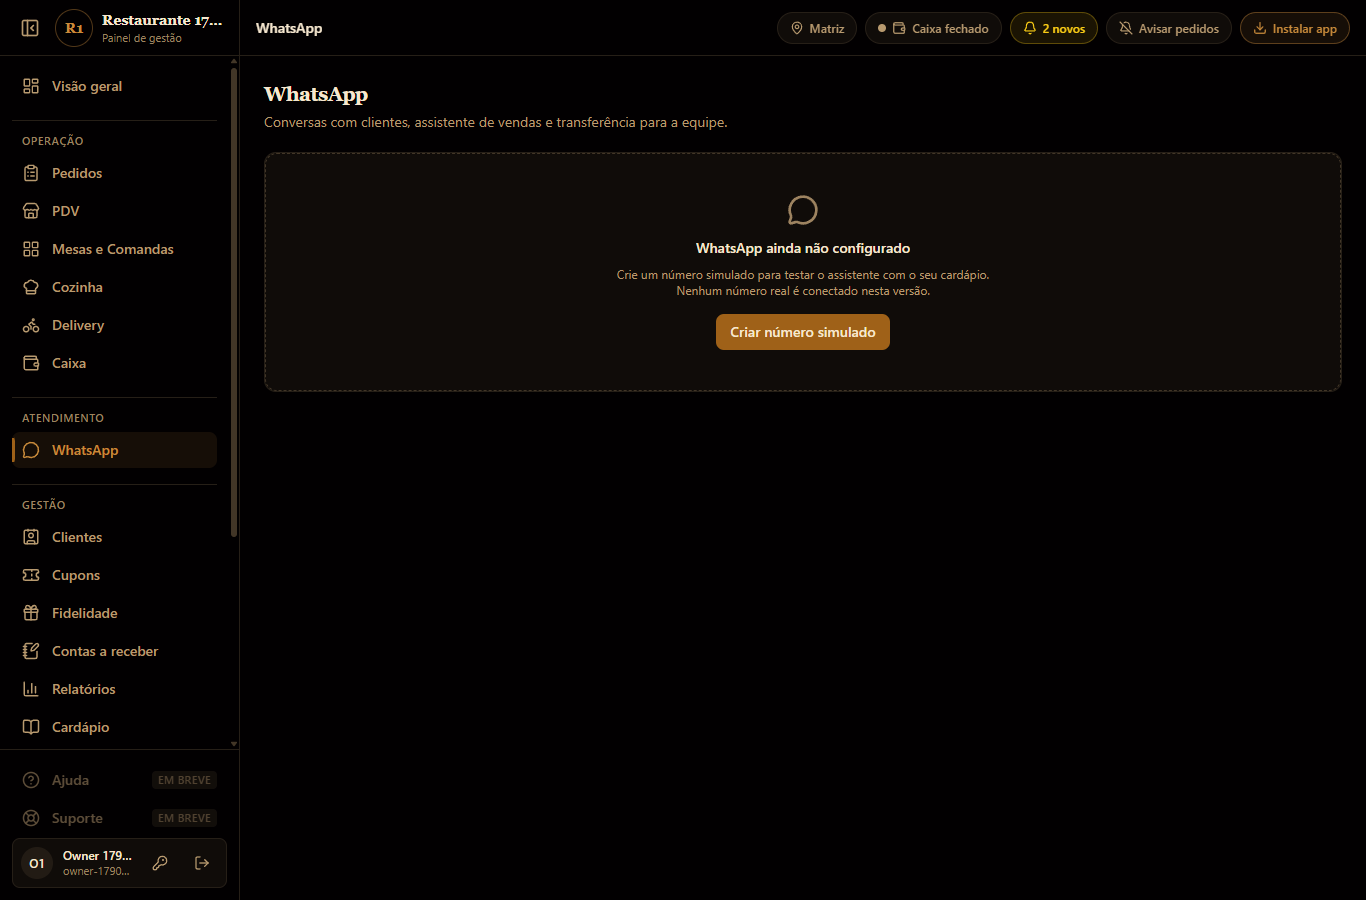 R1
Restaurante 17...
Painel de gestão
WhatsApp
Matriz
Caixa fechado
2 novos
Avisar pedidos
Instalar app
Visão geral
OPERAÇÃO
Pedidos
PDV
Mesas e Comandas
Cozinha
Delivery
Caixa
ATENDIMENTO
WhatsApp
GESTÃO
Clientes
Cupons
Fidelidade
Contas a receber
Relatórios
Cardápio
Ajuda EM BREVE
Suporte EM BREVE
O1
Owner 179...
owner-1790...
WhatsApp
Conversas com clientes, assistente de vendas e transferência para a equipe.
WhatsApp ainda não configurado
Crie um número simulado para testar o assistente com o seu cardápio.
Nenhum número real é conectado nesta versão.
Criar número simulado